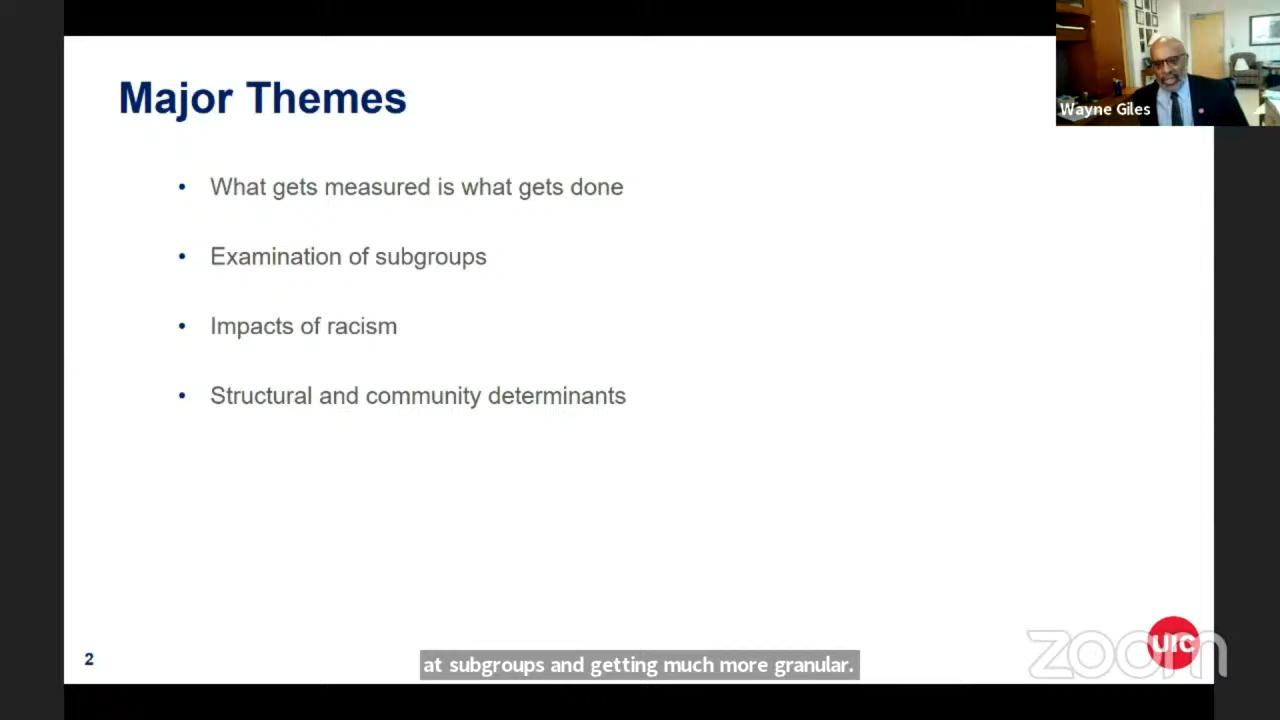 Major Themes
Wayne Giles
• What gets measured is what gets done
• Examination of subgroups
• Impacts of racism
• Structural and community determinants
2
at subgroups and getting much more granular.
UIC
zoom